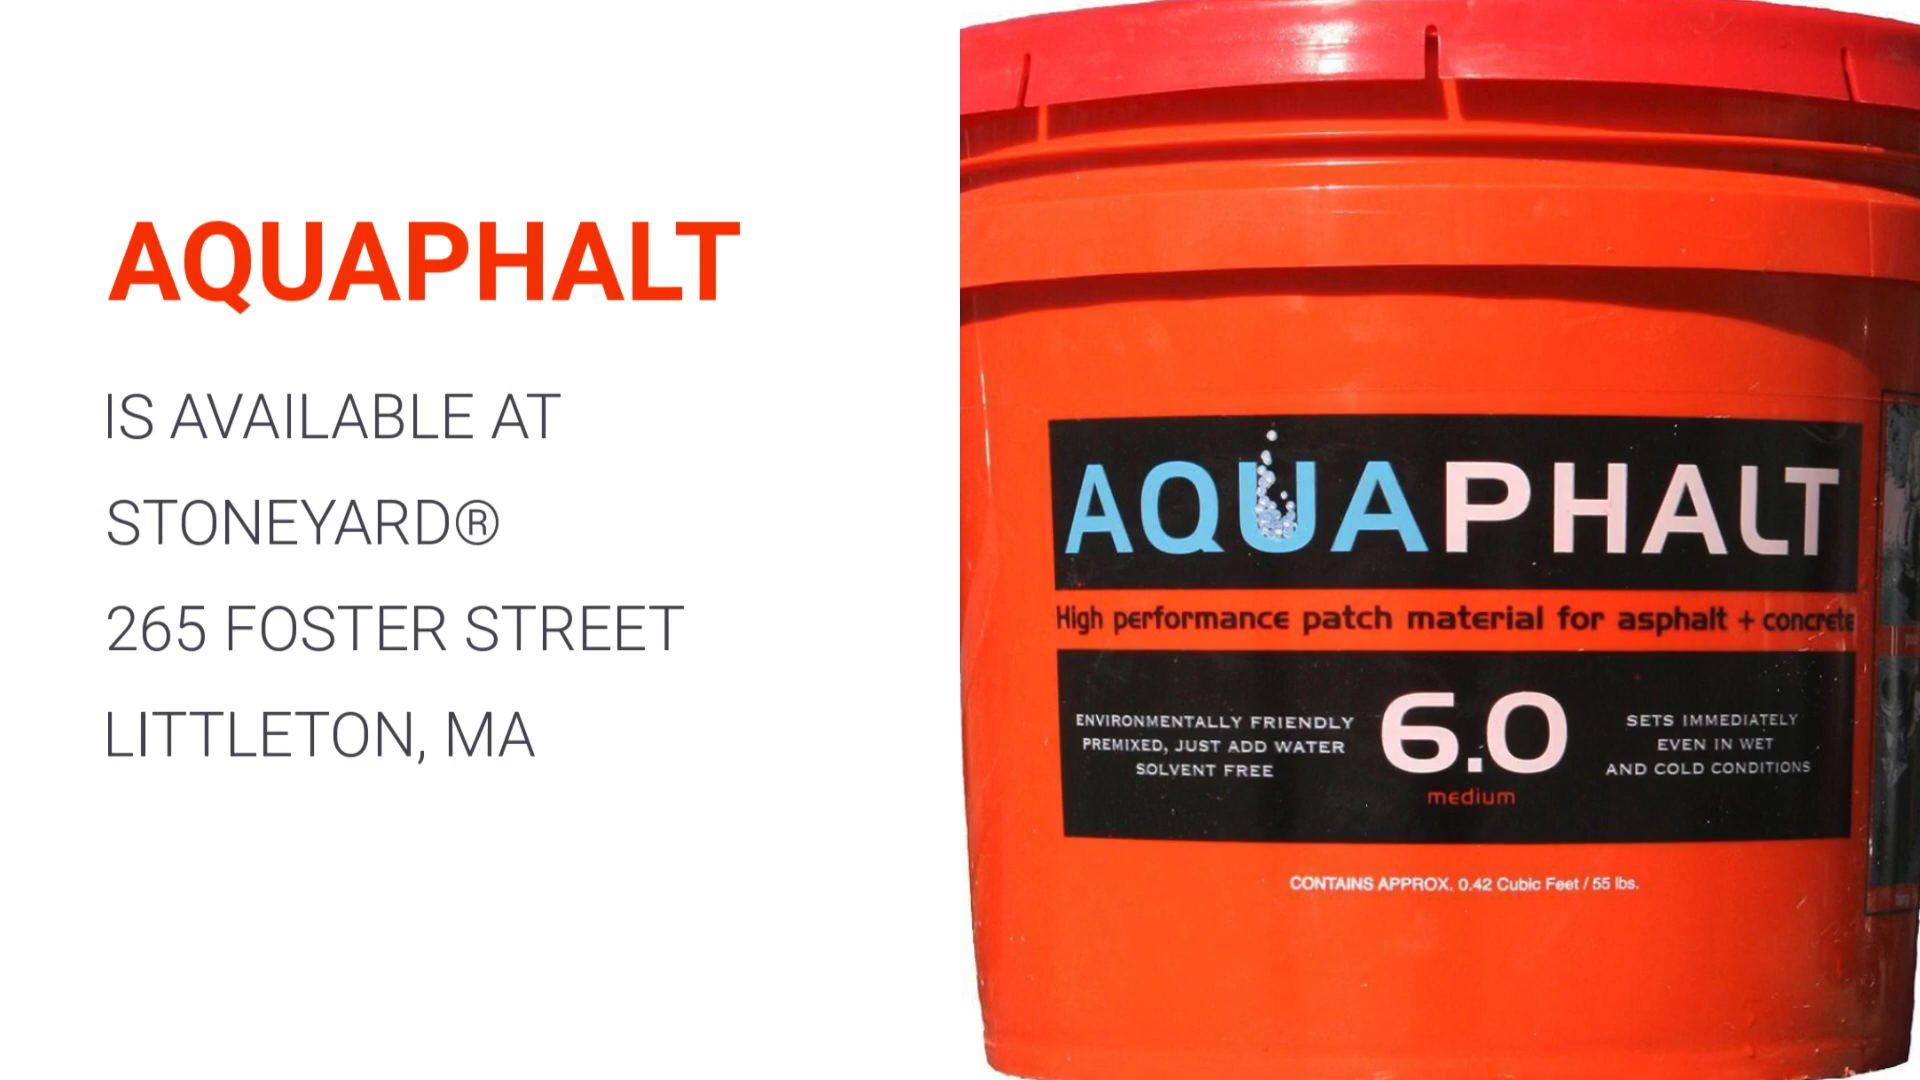 AQUAPHALT
IS AVAILABLE AT
STONEYARD®
265 FOSTER STREET
LITTLETON, MA
AQUAPHALT
High performance patch material for asphalt + concrete
ENVIRONMENTALLY FRIENDLY
PREMIXED, JUST ADD WATER
SOLVENT FREE
6.0
medium
SETS IMMEDIATELY
EVEN IN WET
AND COLD CONDITIONS
CONTAINS APPROX. 0.42 Cubic Feet / 55 lbs.